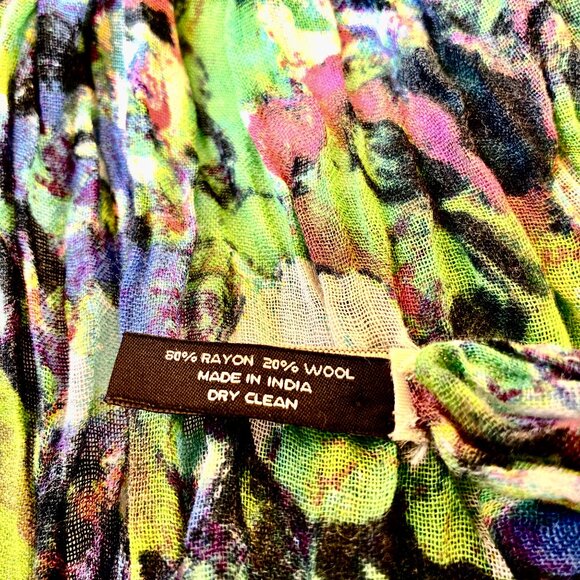 80% RAYON 20% WOOL
MADE IN INDIA
DRY CLEAN